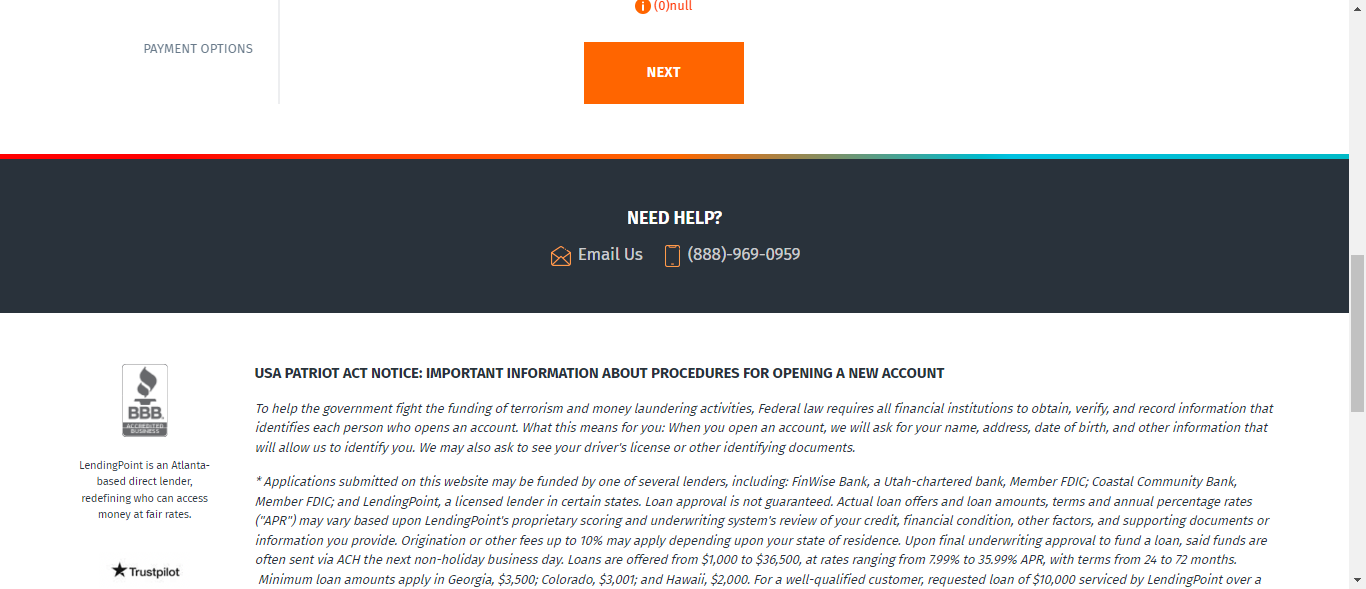 (0)null
PAYMENT OPTIONS
NEXT
NEED HELP?
Email Us (888)-969-0959
BBB.
ACCREDITED
BUSINESS
LendingPoint is an Atlanta-
based direct lender,
redefining who can access
money at fair rates.
Trustpilot
USA PATRIOT ACT NOTICE: IMPORTANT INFORMATION ABOUT PROCEDURES FOR OPENING A NEW ACCOUNT
To help the government fight the funding of terrorism and money laundering activities, Federal law requires all financial institutions to obtain, verify, and record information that
identifies each person who opens an account. What this means for you: When you open an account, we will ask for your name, address, date of birth, and other information that
will allow us to identify you. We may also ask to see your driver's license or other identifying documents.
* Applications submitted on this website may be funded by one of several lenders, including: FinWise Bank, a Utah-chartered bank, Member FDIC; Coastal Community Bank,
Member FDIC; and LendingPoint, a licensed lender in certain states. Loan approval is not guaranteed. Actual loan offers and loan amounts, terms and annual percentage rates
("APR") may vary based upon LendingPoint's proprietary scoring and underwriting system's review of your credit, financial condition, other factors, and supporting documents or
information you provide. Origination or other fees up to 10% may apply depending upon your state of residence. Upon final underwriting approval to fund a loan, said funds are
often sent via ACH the next non-holiday business day. Loans are offered from $1,000 to $36,500, at rates ranging from 7.99% to 35.99% APR, with terms from 24 to 72 months.
Minimum loan amounts apply in Georgia, $3,500; Colorado, $3,001; and Hawaii, $2,000. For a well-qualified customer, requested loan of $10,000 serviced by LendingPoint over a